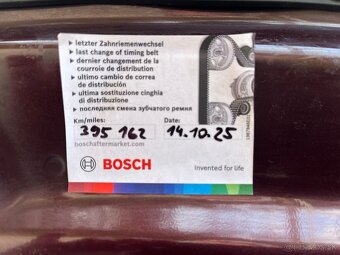 letzter Zahnriemenwechsel
last change of timing belt
dernier changement de la
courroie de distribution
ultimo cambio de correa
de distribución
ultima sostituzione cinghia
di distribuzione
последняя смена зубчатого ремня
Km/miles: Date:
395 162 14.10.25
boschaftermarket.com
BOSCH Invented for life